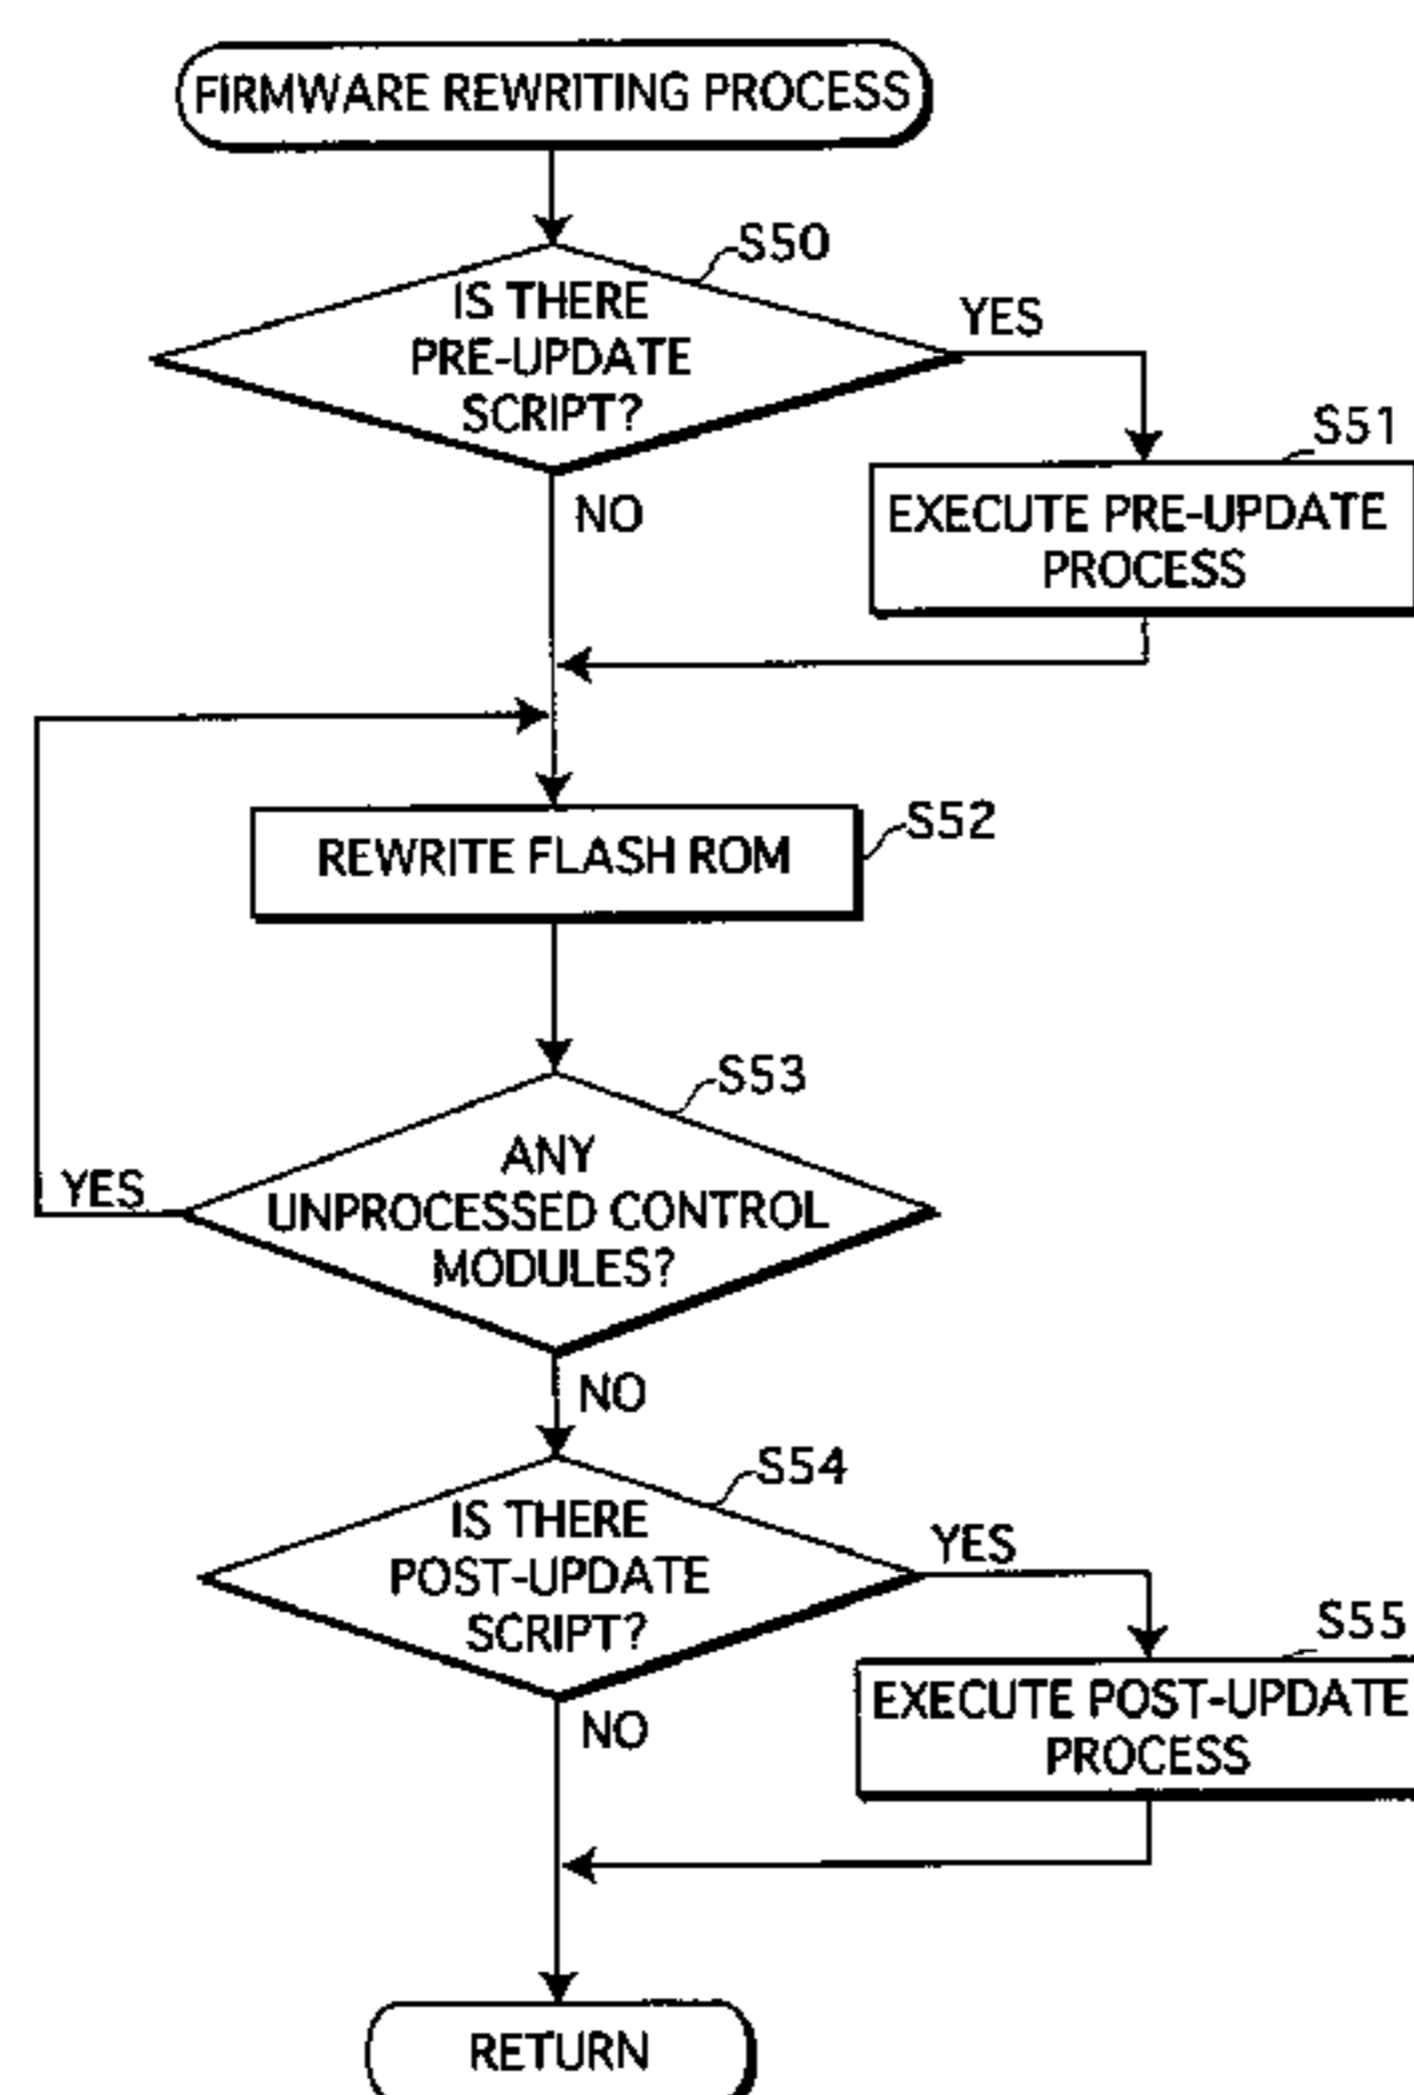 FIRMWARE REWRITING PROCESS
S50
IS THERE
PRE-UPDATE
SCRIPT?
YES
NO
S51
EXECUTE PRE-UPDATE
PROCESS
REWRITE FLASH ROM
S52
S53
ANY
UNPROCESSED CONTROL
MODULES?
YES
NO
S54
IS THERE
POST-UPDATE
SCRIPT?
YES
NO
S55
EXECUTE POST-UPDATE
PROCESS
RETURN